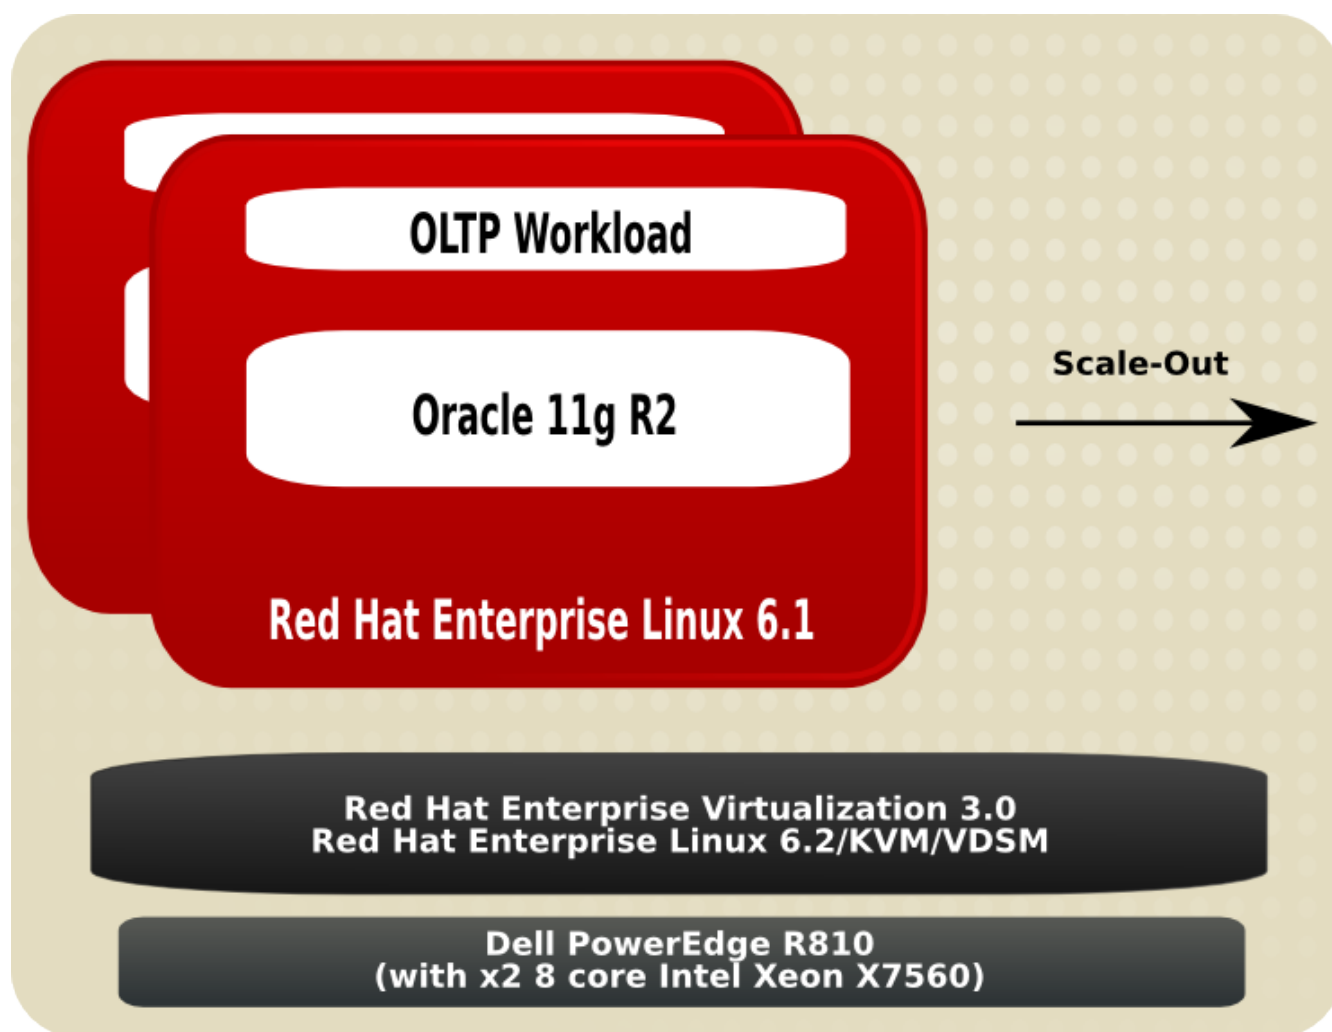 OLTP Workload
Oracle 11g R2
Scale-Out
Red Hat Enterprise Linux 6.1
Red Hat Enterprise Virtualization 3.0
Red Hat Enterprise Linux 6.2/KVM/VDSM
Dell PowerEdge R810
(with x2 8 core Intel Xeon X7560)